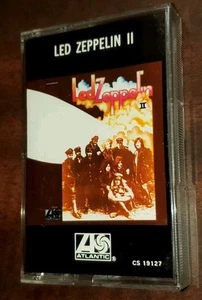 LED ZEPPELIN II
Led Zeppelin
II
ATLANTIC®
CS 19127